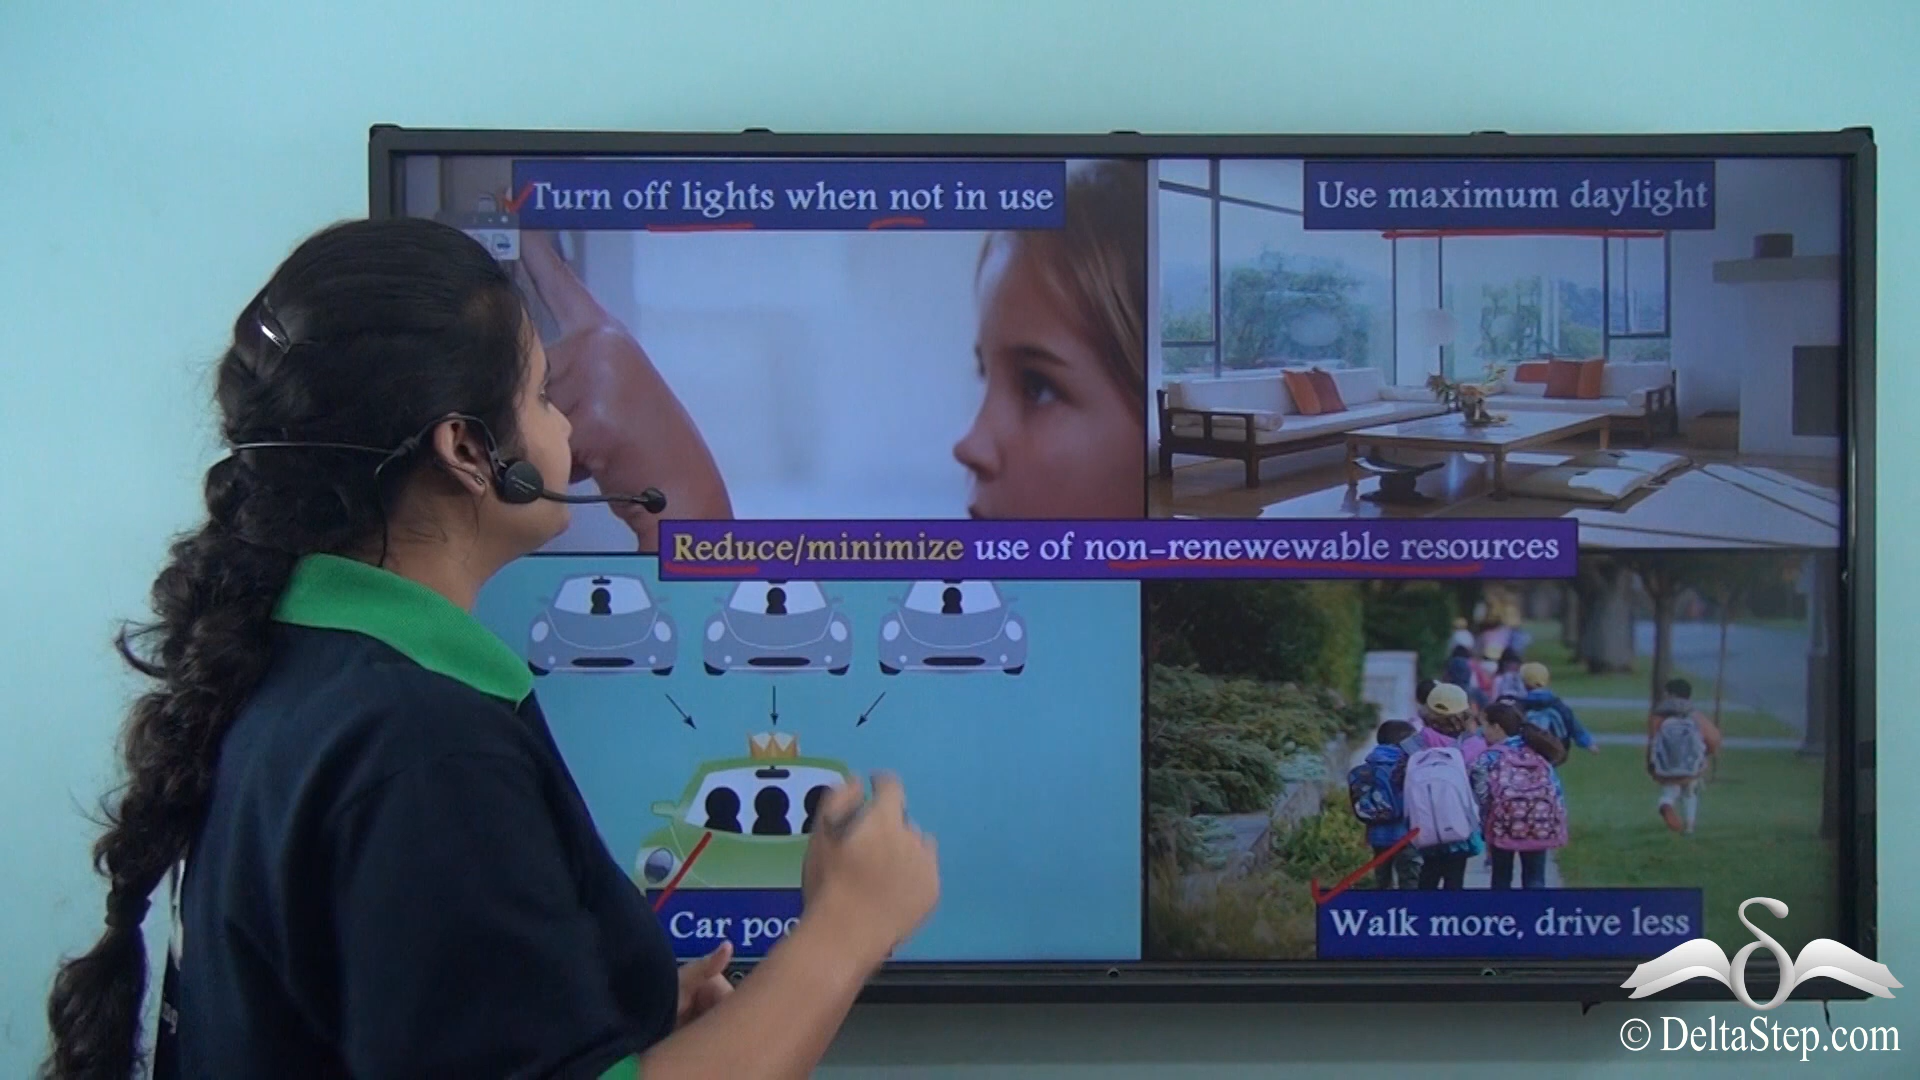 Turn off lights when not in use
Use maximum daylight
Reduce/minimize use of non-renewewable resources
Car
Walk more, drive less
© DeltaStep.com